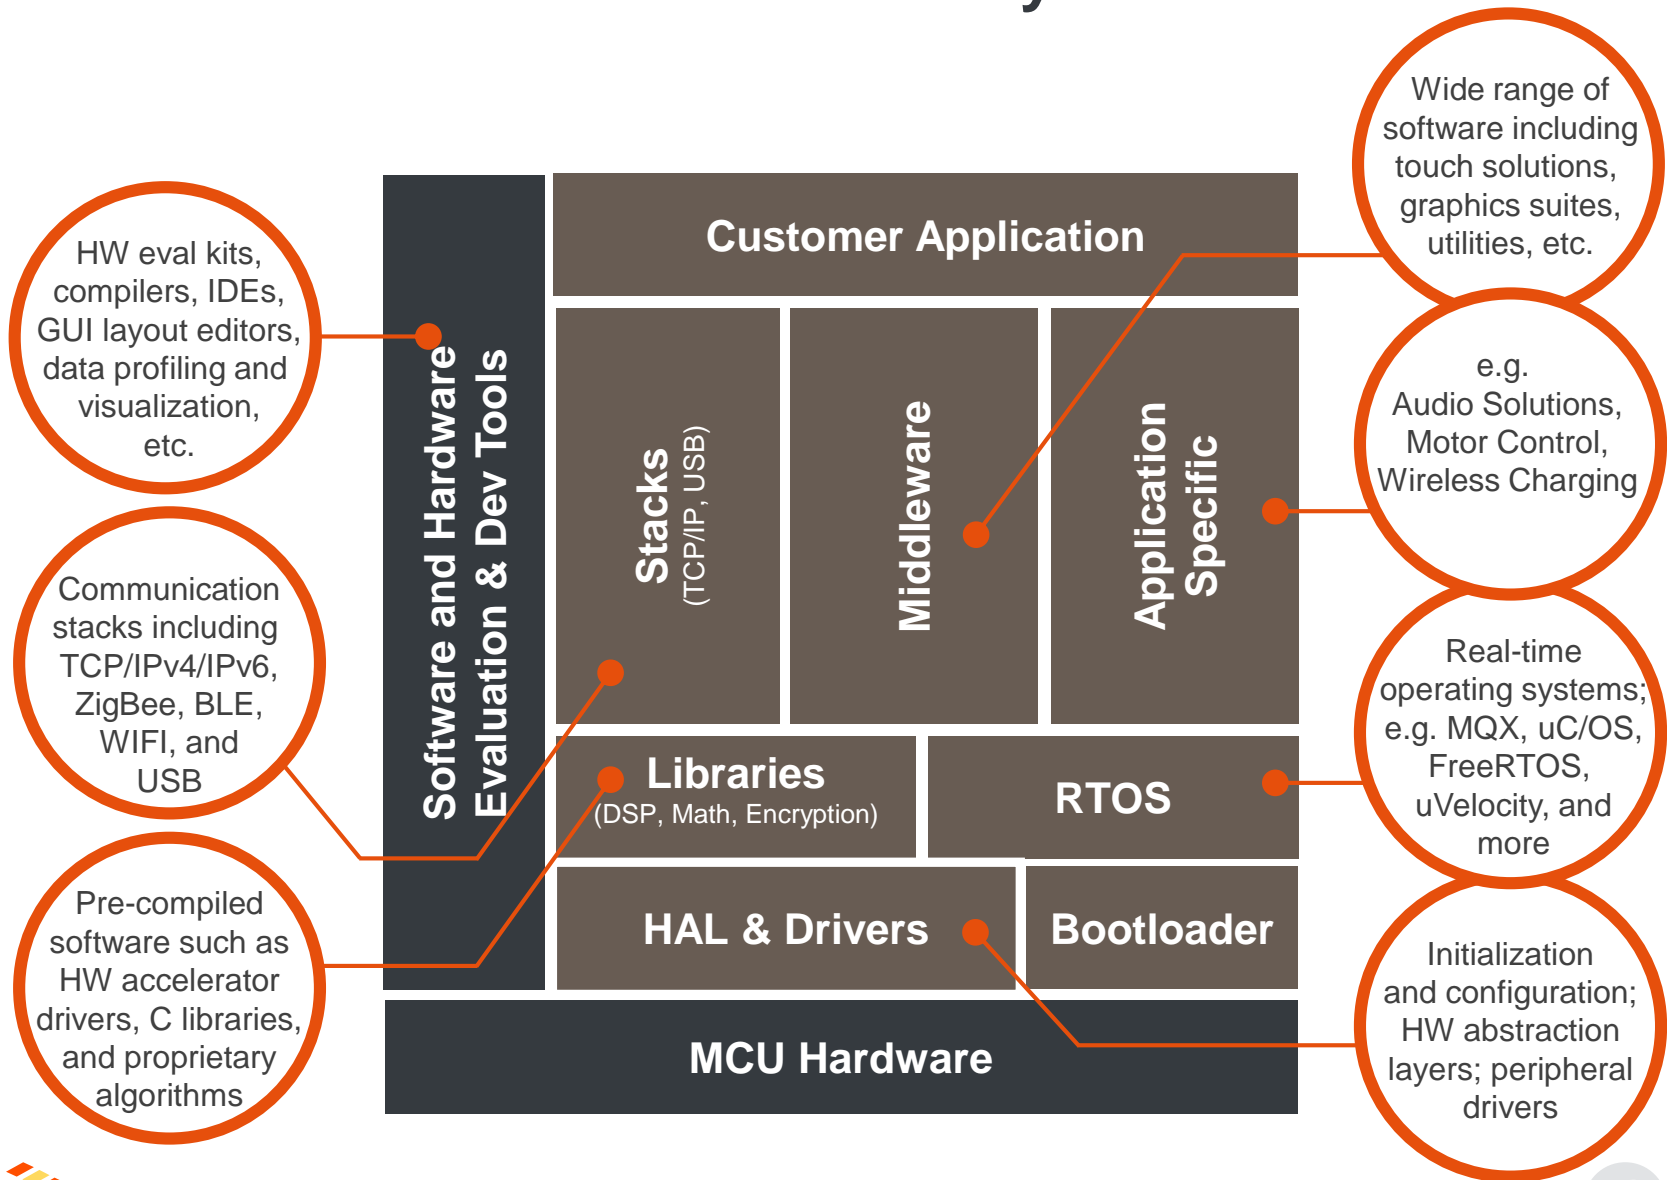 HW eval kits,
compilers, IDEs,
GUI layout editors,
data profiling and
visualization,
etc.
Communication
stacks including
TCP/IPv4/IPv6,
ZigBee, BLE,
WIFI, and
USB
Pre-compiled
software such as
HW accelerator
drivers, C libraries,
and proprietary
algorithms
Software and Hardware
Evaluation & Dev Tools
Customer Application
Stacks
(TCP/IP, USB)
Middleware
Application
Specific
Libraries
(DSP, Math, Encryption)
RTOS
HAL & Drivers
Bootloader
MCU Hardware
Wide range of
software including
touch solutions,
graphics suites,
utilities, etc.
e.g.
Audio Solutions,
Motor Control,
Wireless Charging
Real-time
operating systems;
e.g. MQX, uC/OS,
FreeRTOS,
uVelocity, and
more
Initialization
and configuration;
HW abstraction
layers; peripheral
drivers